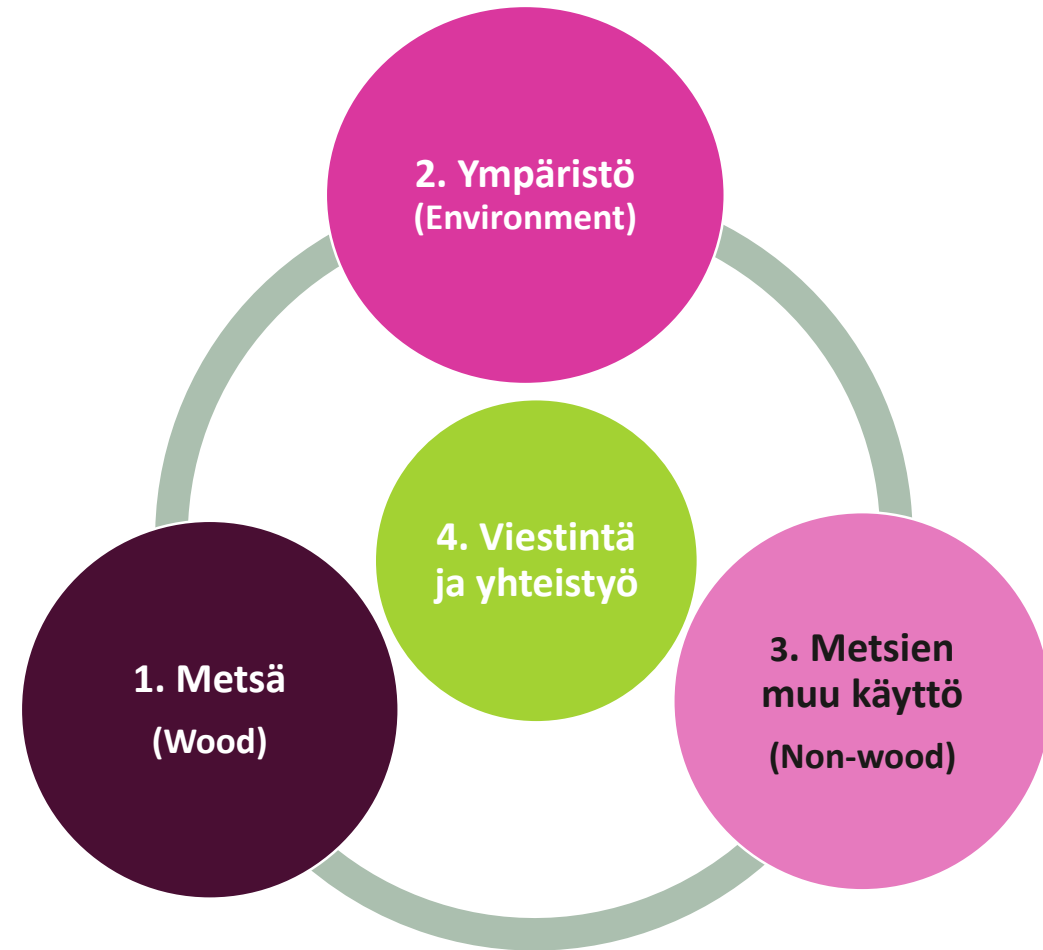 2. Ympäristö
(Environment)
4. Viestintä
ja yhteistyö
1. Metsä
(Wood)
3. Metsien
muu käyttö
(Non-wood)